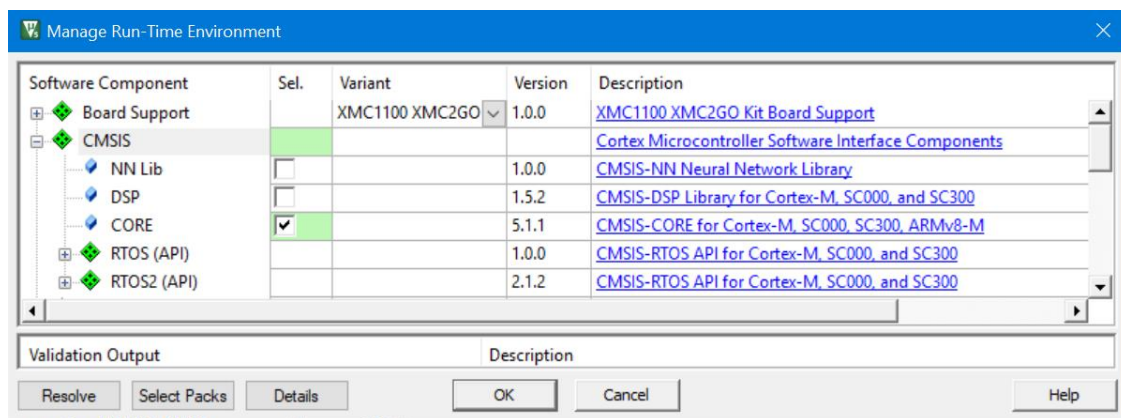 Manage Run-Time Environment
Software Component Sel. Variant Version Description
Board Support XMC1100 XMC2GO 1.0.0 XMC1100 XMC2GO Kit Board Support
CMSIS Cortex Microcontroller Software Interface Components
NN Lib 1.0.0 CMSIS-NN Neural Network Library
DSP 1.5.2 CMSIS-DSP Library for Cortex-M, SC000, and SC300
CORE 5.1.1 CMSIS-CORE for Cortex-M, SC000, SC300, ARMv8-M
RTOS (API) 1.0.0 CMSIS-RTOS API for Cortex-M, SC000, and SC300
RTOS2 (API) 2.1.2 CMSIS-RTOS API for Cortex-M, SC000, and SC300
Validation Output Description
Resolve Select Packs Details OK Cancel Help